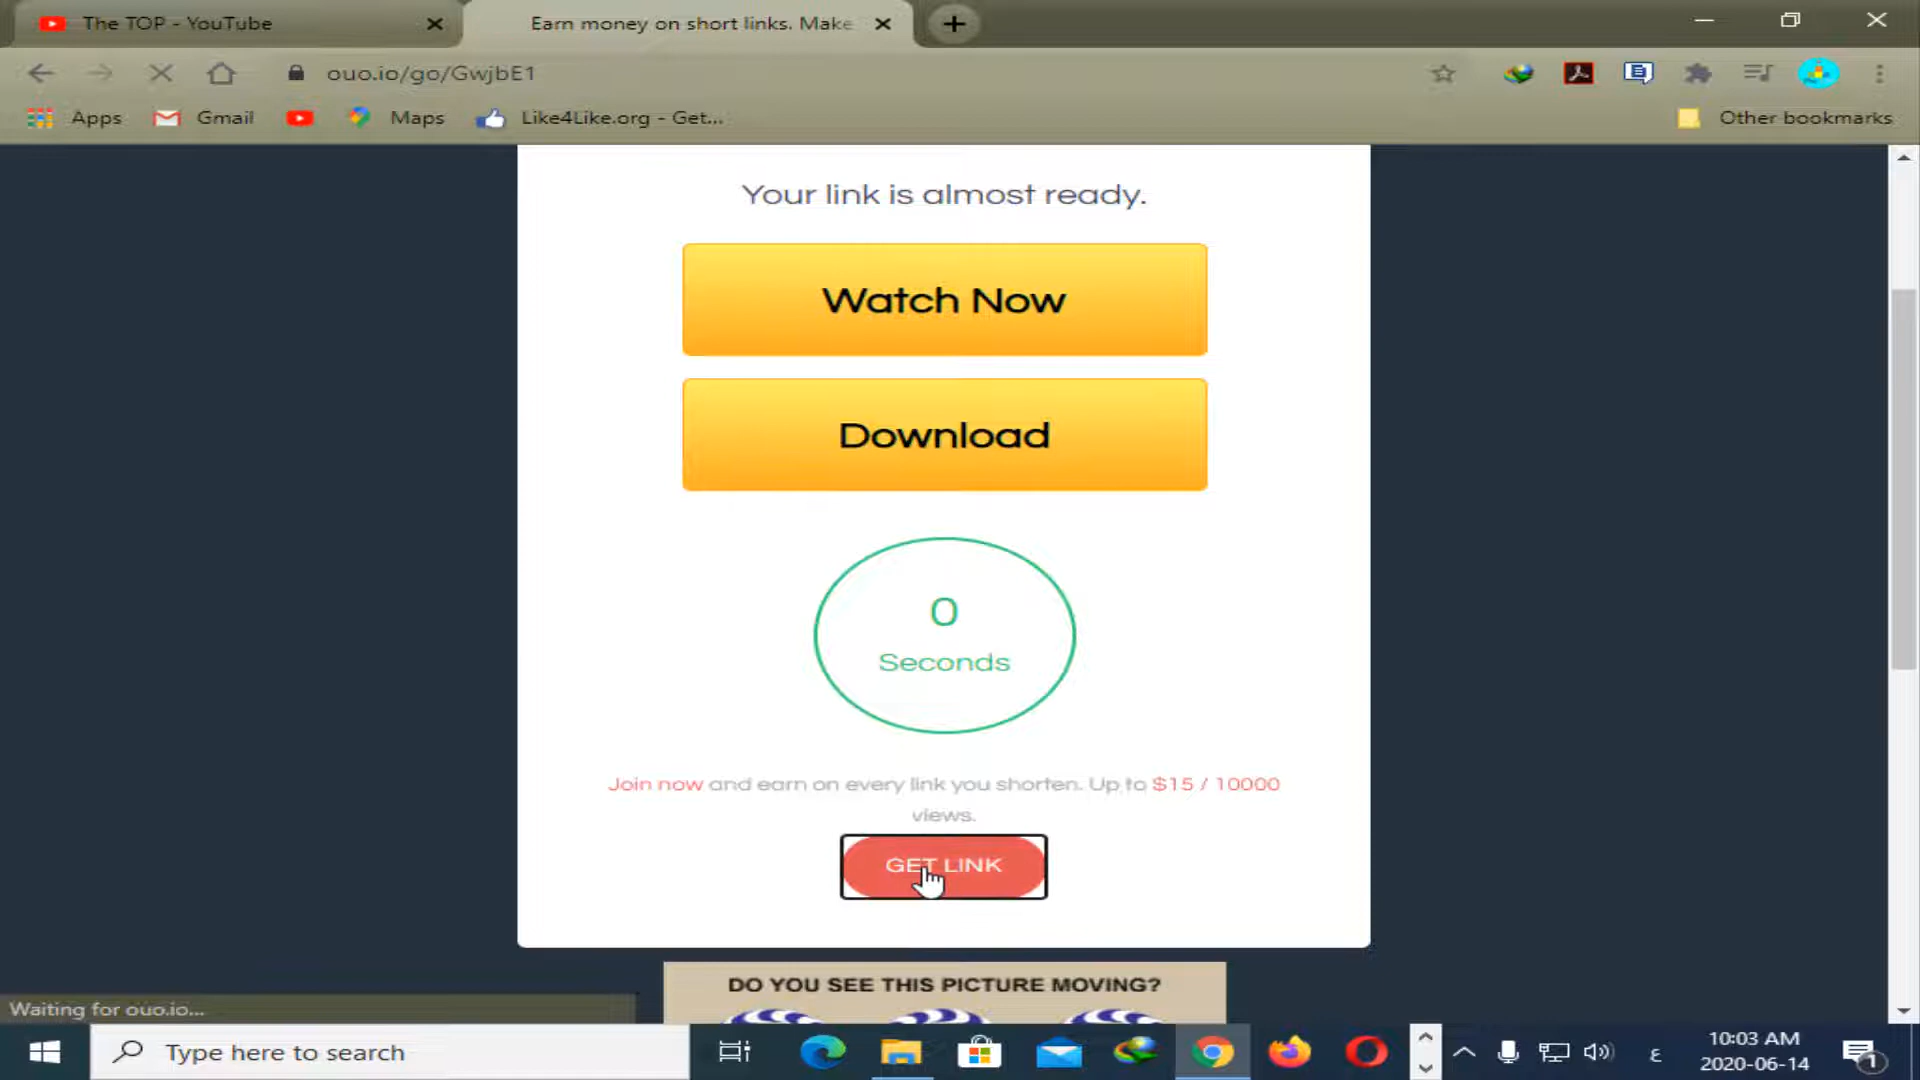 The TOP - YouTube
Earn money on short links. Make
ouo.io/go/GwjbE1
Apps
Gmail
Maps
Like4Like.org - Get...
Other bookmarks
Your link is almost ready.
Watch Now
Download
0
Seconds
Join now and earn on every link you shorten. Up to $15 / 10000
views.
GET LINK
DO YOU SEE THIS PICTURE MOVING?
Waiting for ouo.io...
Type here to search
ع
10:03 AM
2020-06-14
1